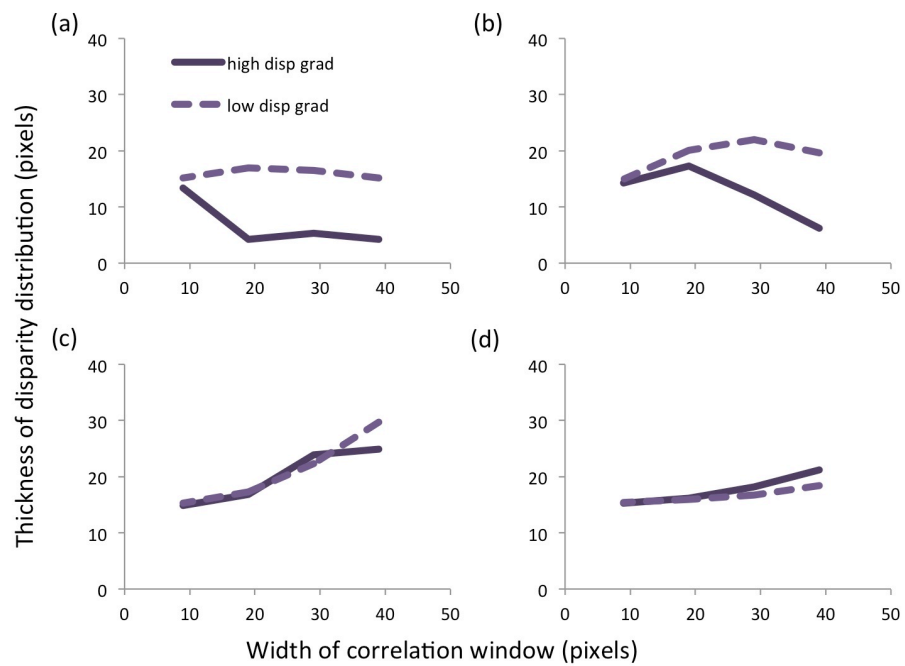 (a)
(b)
40
30
20
10
0
0 10 20 30 40 50
high disp grad
low disp grad
40
30
20
10
0
0 10 20 30 40 50
(c)
(d)
40
30
20
10
0
0 10 20 30 40 50
40
30
20
10
0
0 10 20 30 40 50
Thickness of disparity distribution (pixels)
Width of correlation window (pixels)